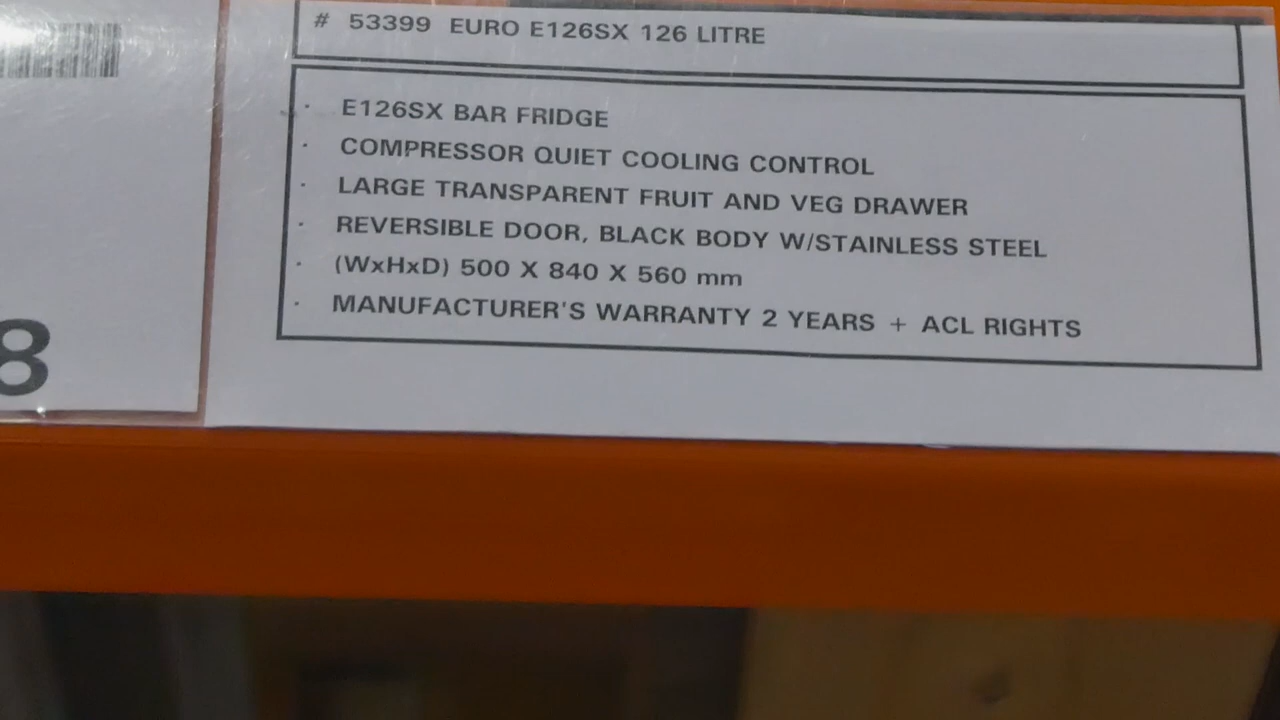 # 53399 EURO E126SX 126 LITRE
· E126SX BAR FRIDGE
· COMPRESSOR QUIET COOLING CONTROL
· LARGE TRANSPARENT FRUIT AND VEG DRAWER
· REVERSIBLE DOOR, BLACK BODY W/STAINLESS STEEL
· (WxHxD) 500 X 840 X 560 mm
· MANUFACTURER'S WARRANTY 2 YEARS + ACL RIGHTS
8